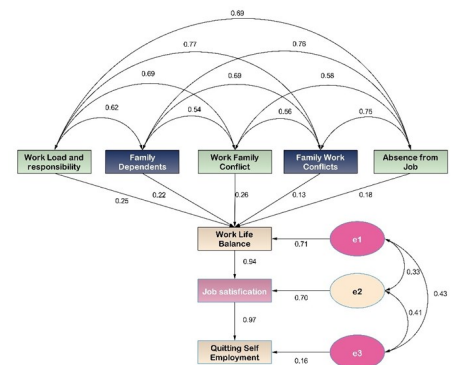 0.69
0.77
0.78
0.69
0.69
0.58
0.62
0.54
0.56
0.75
Work Load and
responsibility
Family
Dependents
Work Family
Conflict
Family Work
Conflicts
Absence from
Job
0.25
0.22
0.26
0.13
0.18
Work Life
Balance
0.71
e1
0.94
0.33
0.43
Job satisfication
0.70
e2
0.41
0.97
Quitting Self
Employment
0.16
e3